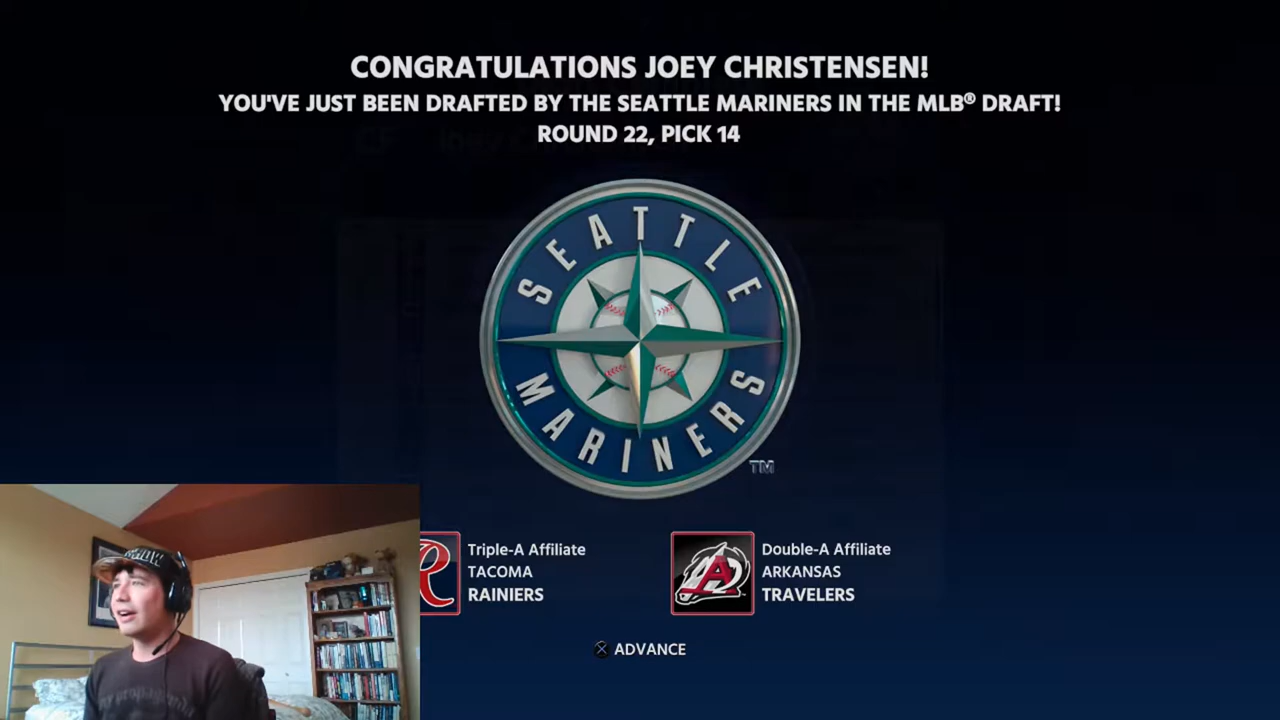 CONGRATULATIONS JOEY CHRISTENSEN!
YOU'VE JUST BEEN DRAFTED BY THE SEATTLE MARINERS IN THE MLB® DRAFT!
ROUND 22, PICK 14
SEATTLE
MARINERS
TM
R
Triple-A Affiliate
TACOMA
RAINIERS
A
Double-A Affiliate
ARKANSAS
TRAVELERS
ADVANCE